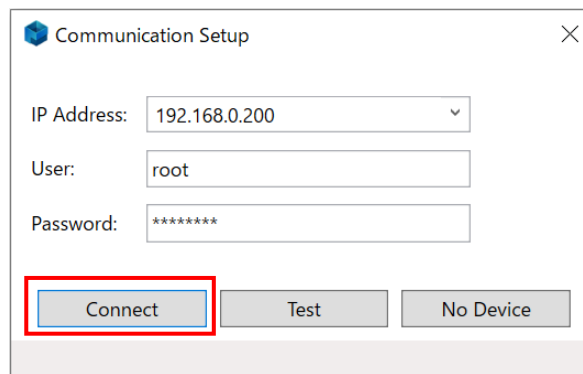 Communication Setup
IP Address: 192.168.0.200
User: root
Password: ********
Connect Test No Device